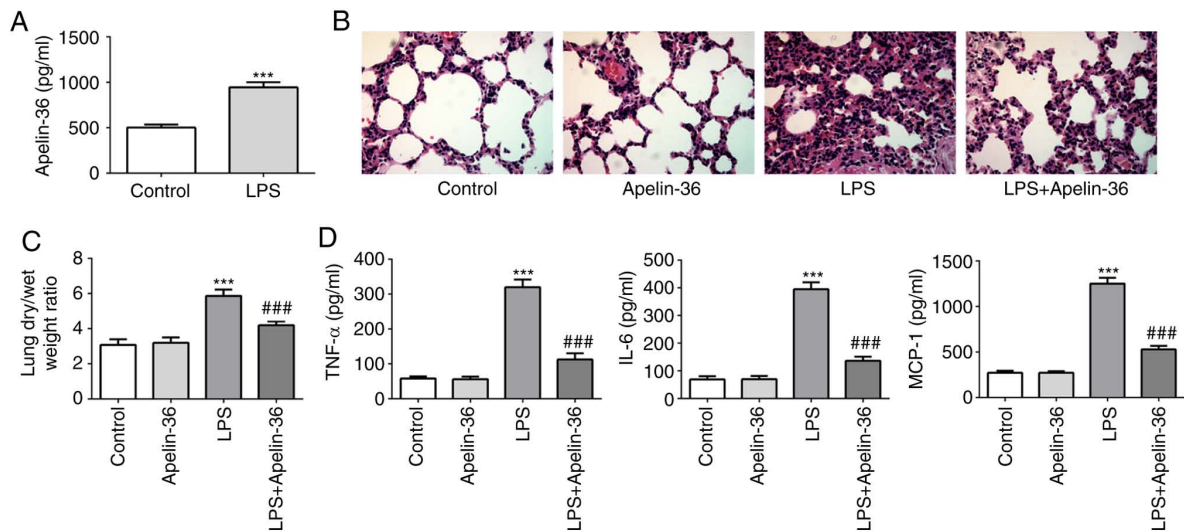 A
Apelin-36 (pg/ml)
1500
1000
500
0
***
Control
LPS
B
Control
Apelin-36
LPS
LPS+Apelin-36
C
Lung dry/wet
weight ratio
8
6
4
2
0
***
###
Control
Apelin-36
LPS
LPS+Apelin-36
D
TNF-α (pg/ml)
400
300
200
100
0
***
###
Control
Apelin-36
LPS
LPS+Apelin-36
IL-6 (pg/ml)
500
400
300
200
100
0
***
###
Control
Apelin-36
LPS
LPS+Apelin-36
MCP-1 (pg/ml)
1500
1000
500
0
***
###
Control
Apelin-36
LPS
LPS+Apelin-36